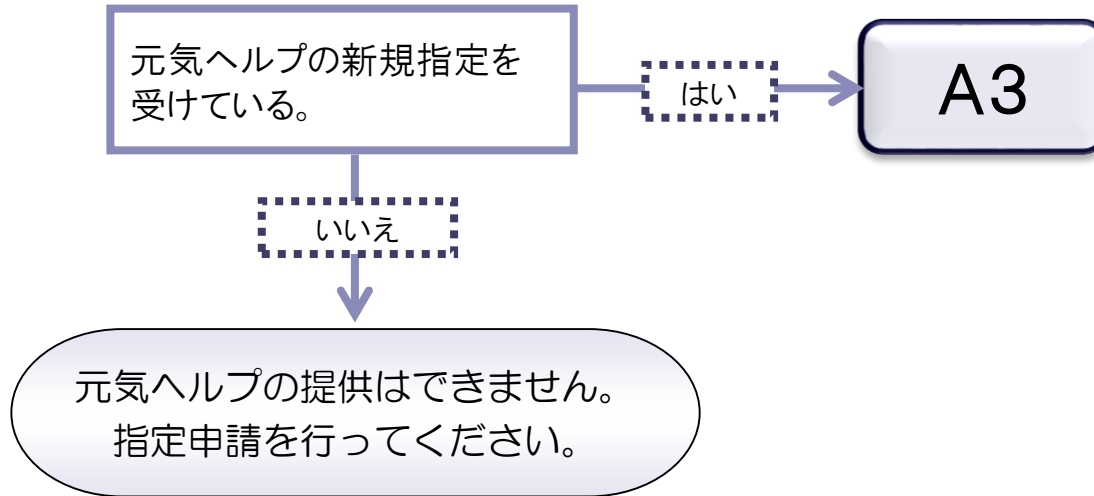 元気ヘルプの新規指定を
受けている。
はい
A3
いいえ
元気ヘルプの提供はできません。
指定申請を行ってください。